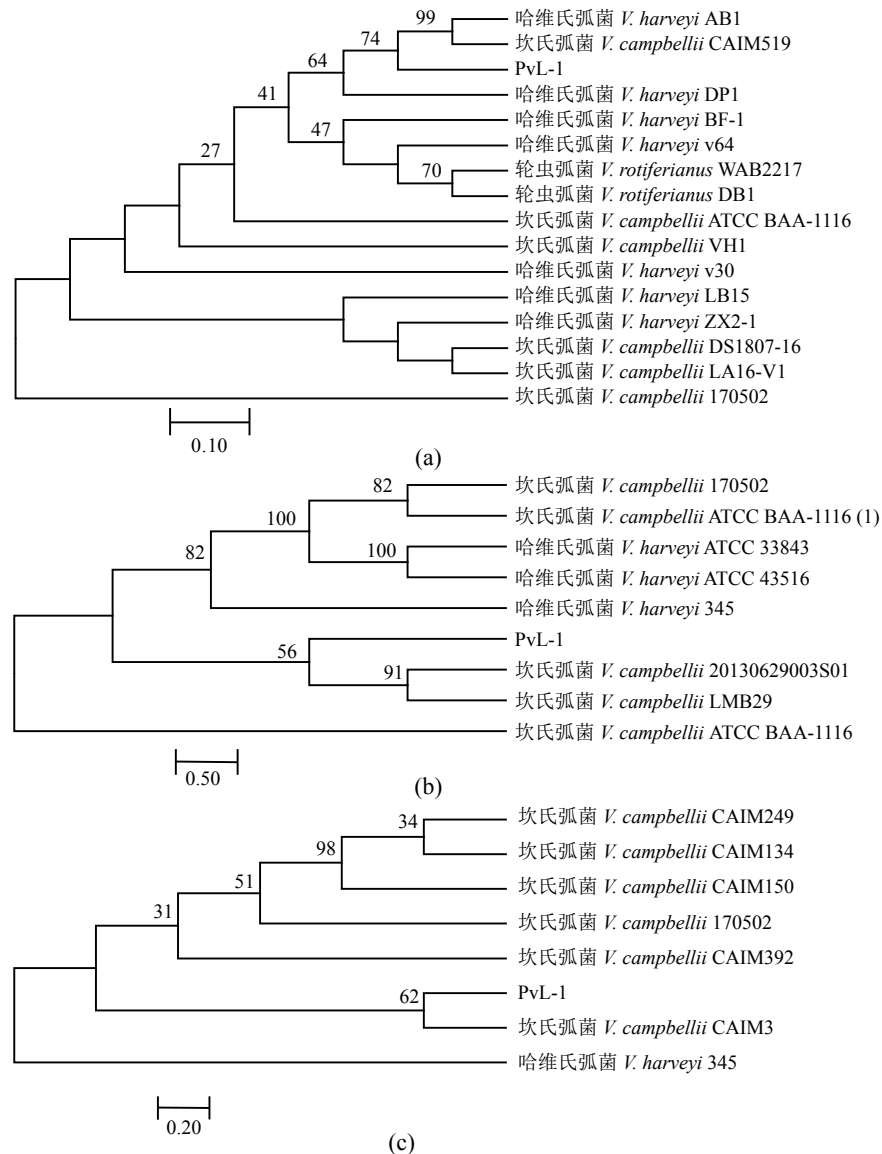 99
哈维氏弧菌 V. harveyi AB1
74
坎氏弧菌 V. campbellii CAIM519
64
PvL-1
41
哈维氏弧菌 V. harveyi DP1
47
哈维氏弧菌 V. harveyi BF-1
27
哈维氏弧菌 V. harveyi v64
70
轮虫弧菌 V. rotiferianus WAB2217
轮虫弧菌 V. rotiferianus DB1
坎氏弧菌 V. campbellii ATCC BAA-1116
坎氏弧菌 V. campbellii VH1
哈维氏弧菌 V. harveyi v30
哈维氏弧菌 V. harveyi LB15
哈维氏弧菌 V. harveyi ZX2-1
坎氏弧菌 V. campbellii DS1807-16
坎氏弧菌 V. campbellii LA16-V1
坎氏弧菌 V. campbellii 170502
0.10
(a)
82
坎氏弧菌 V. campbellii 170502
100
坎氏弧菌 V. campbellii ATCC BAA-1116 (1)
82
100
哈维氏弧菌 V. harveyi ATCC 33843
哈维氏弧菌 V. harveyi ATCC 43516
哈维氏弧菌 V. harveyi 345
56
PvL-1
91
坎氏弧菌 V. campbellii 20130629003S01
坎氏弧菌 V. campbellii LMB29
坎氏弧菌 V. campbellii ATCC BAA-1116
0.50
(b)
34
坎氏弧菌 V. campbellii CAIM249
98
坎氏弧菌 V. campbellii CAIM134
51
坎氏弧菌 V. campbellii CAIM150
31
坎氏弧菌 V. campbellii 170502
坎氏弧菌 V. campbellii CAIM392
62
PvL-1
坎氏弧菌 V. campbellii CAIM3
哈维氏弧菌 V. harveyi 345
0.20
(c)